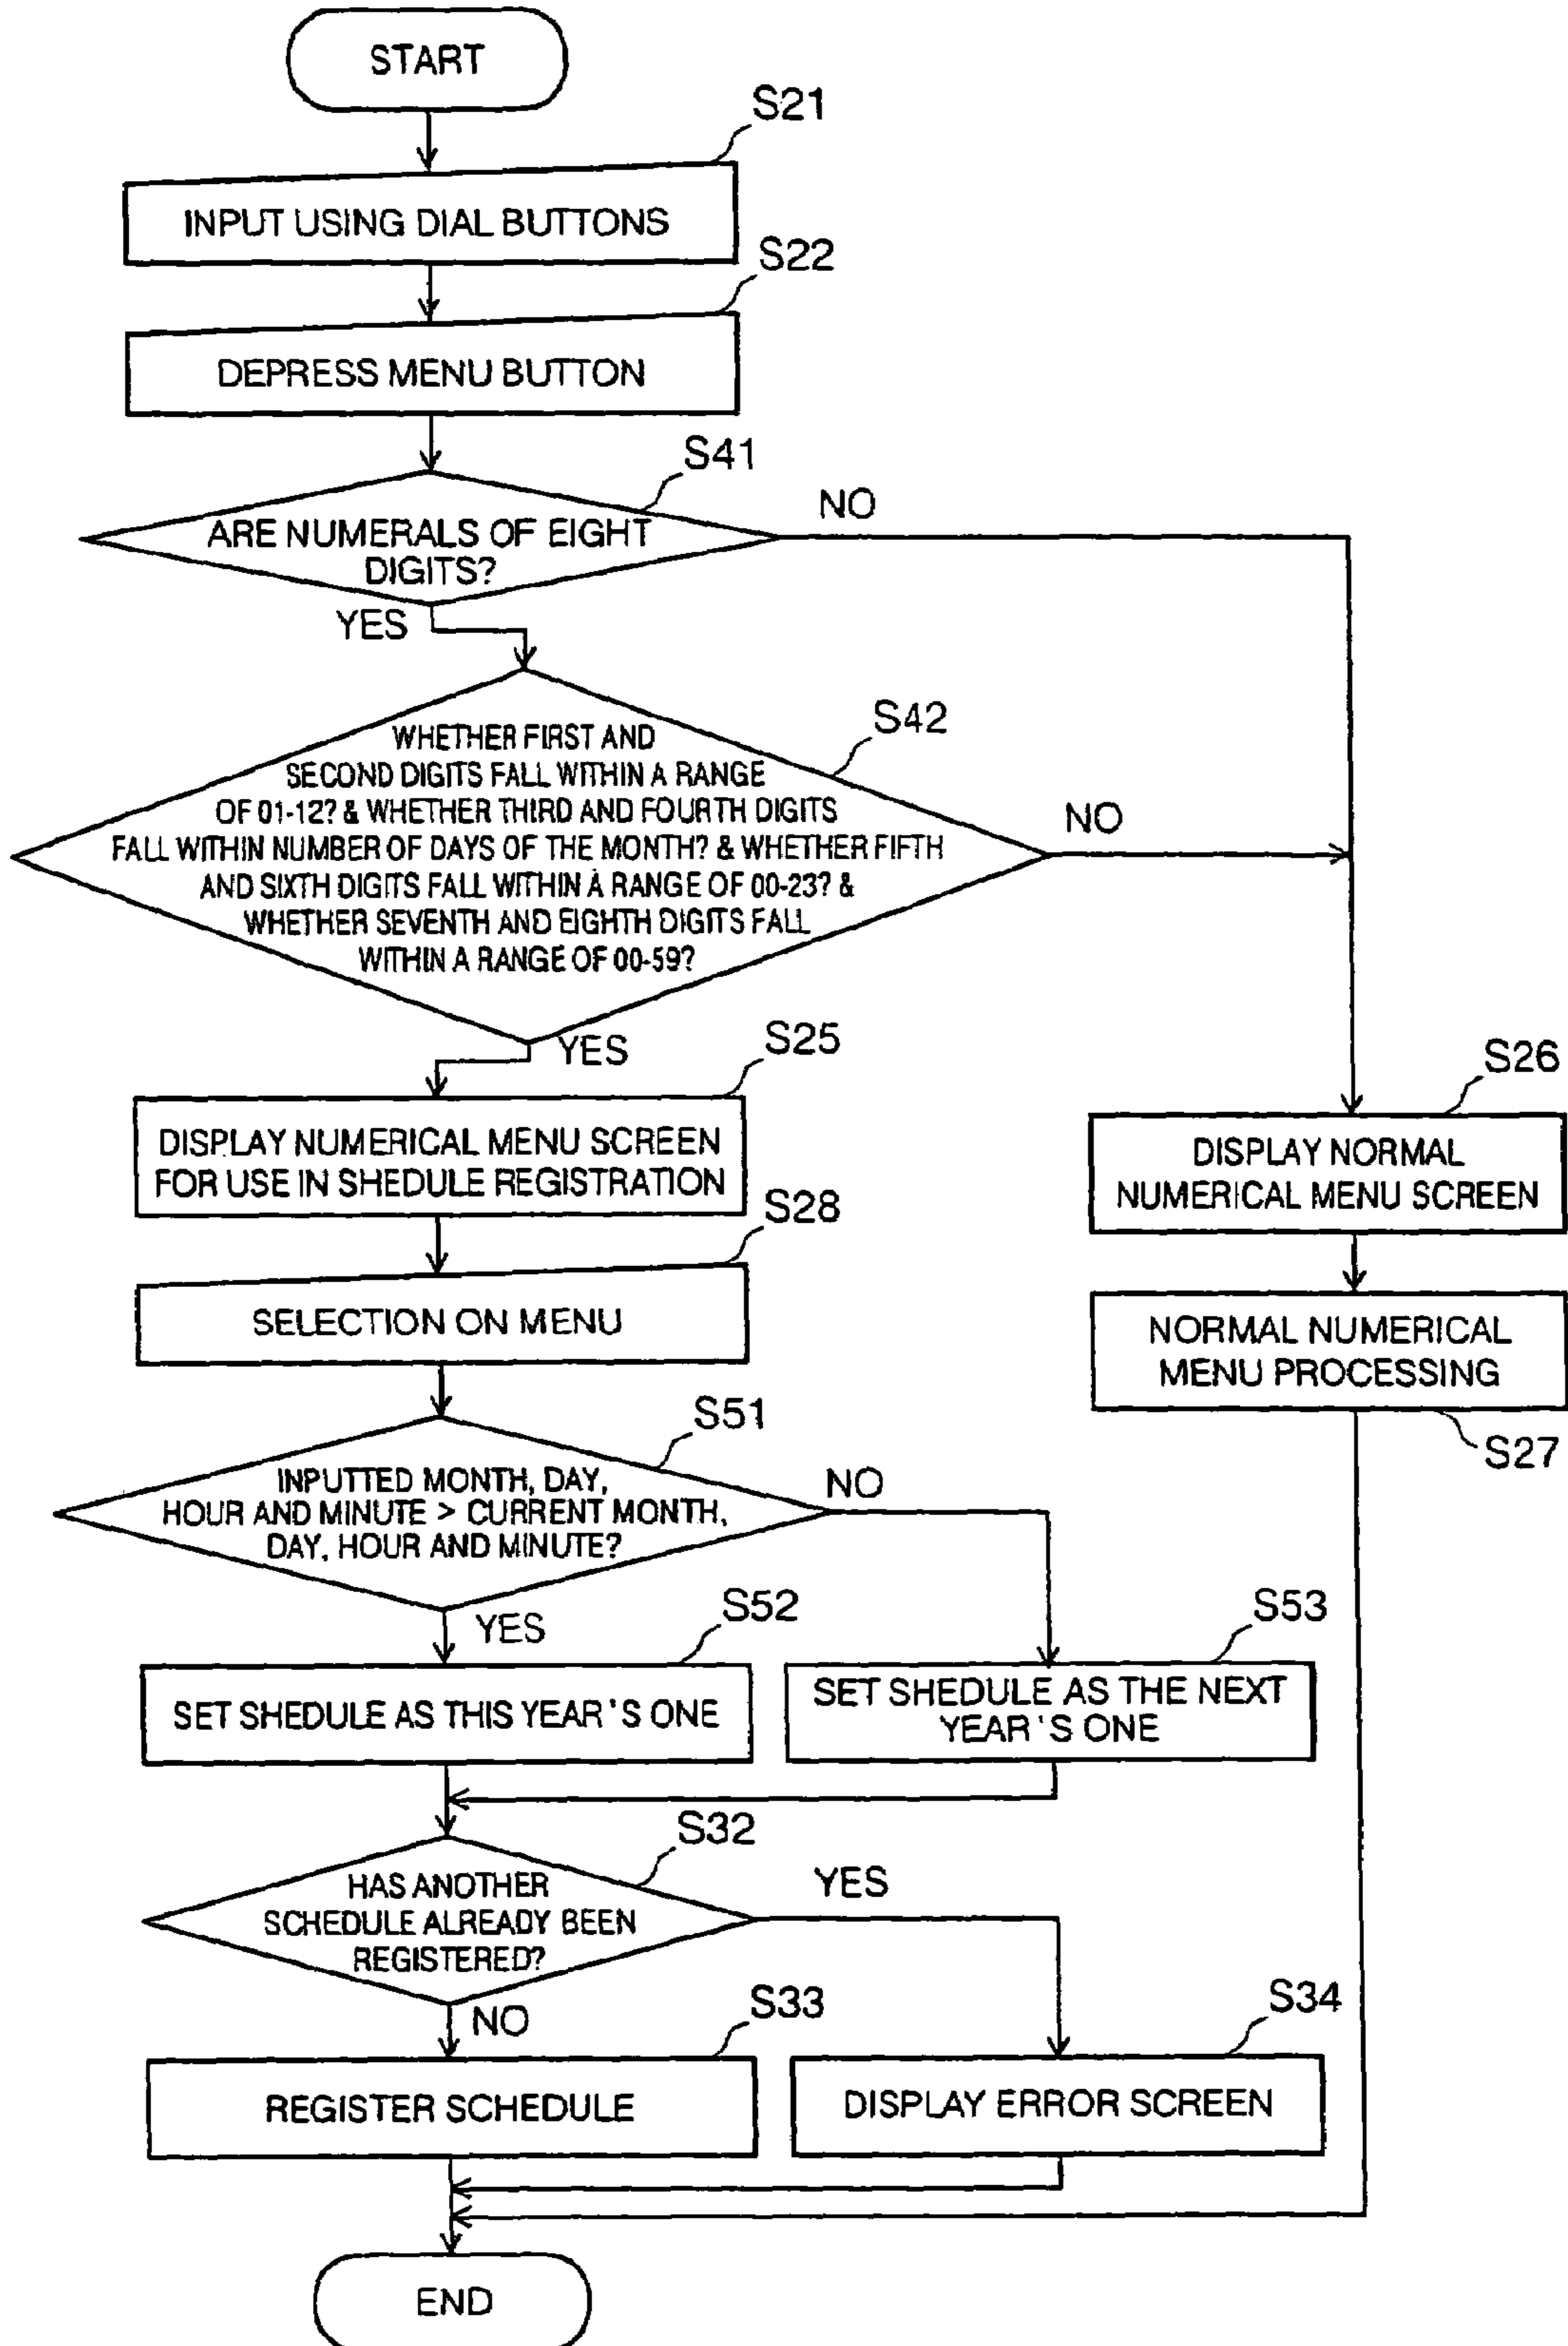 START
S21
INPUT USING DIAL BUTTONS
S22
DEPRESS MENU BUTTON
S41
ARE NUMERALS OF EIGHT
DIGITS?
NO
YES
S42
WHETHER FIRST AND
SECOND DIGITS FALL WITHIN A RANGE
OF 01-12? & WHETHER THIRD AND FOURTH DIGITS
FALL WITHIN NUMBER OF DAYS OF THE MONTH? & WHETHER FIFTH
AND SIXTH DIGITS FALL WITHIN A RANGE OF 00-23? &
WHETHER SEVENTH AND EIGHTH DIGITS FALL
WITHIN A RANGE OF 00-59?
NO
YES
S25
DISPLAY NUMERICAL MENU SCREEN
FOR USE IN SHEDULE REGISTRATION
S26
DISPLAY NORMAL
NUMERICAL MENU SCREEN
S28
SELECTION ON MENU
NORMAL NUMERICAL
MENU PROCESSING
S27
S51
INPUTTED MONTH, DAY,
HOUR AND MINUTE > CURRENT MONTH,
DAY, HOUR AND MINUTE?
NO
YES
S52
SET SHEDULE AS THIS YEAR'S ONE
S53
SET SHEDULE AS THE NEXT
YEAR'S ONE
S32
HAS ANOTHER
SCHEDULE ALREADY BEEN
REGISTERED?
YES
NO
S33
REGISTER SCHEDULE
S34
DISPLAY ERROR SCREEN
END